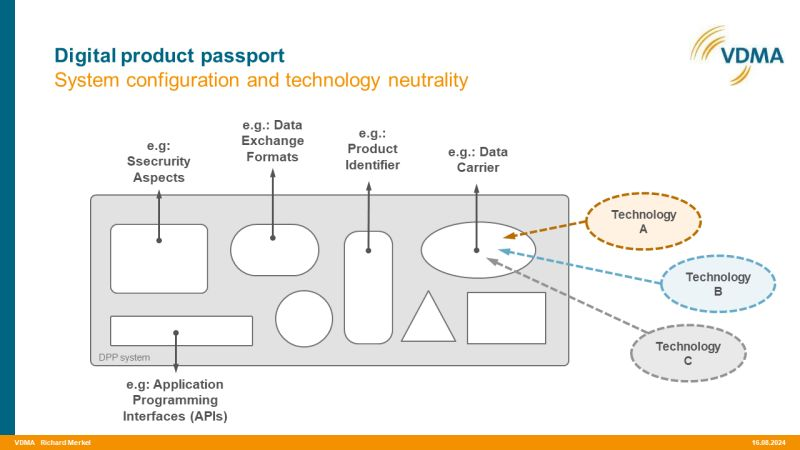 Digital product passport
System configuration and technology neutrality
VDMA
e.g:
Ssecrurity
Aspects
e.g.: Data
Exchange
Formats
e.g.:
Product
Identifier
e.g.: Data
Carrier
Technology
A
Technology
B
Technology
C
DPP system
e.g: Application
Programming
Interfaces (APIs)
VDMA Richard Merkel
16.08.2024